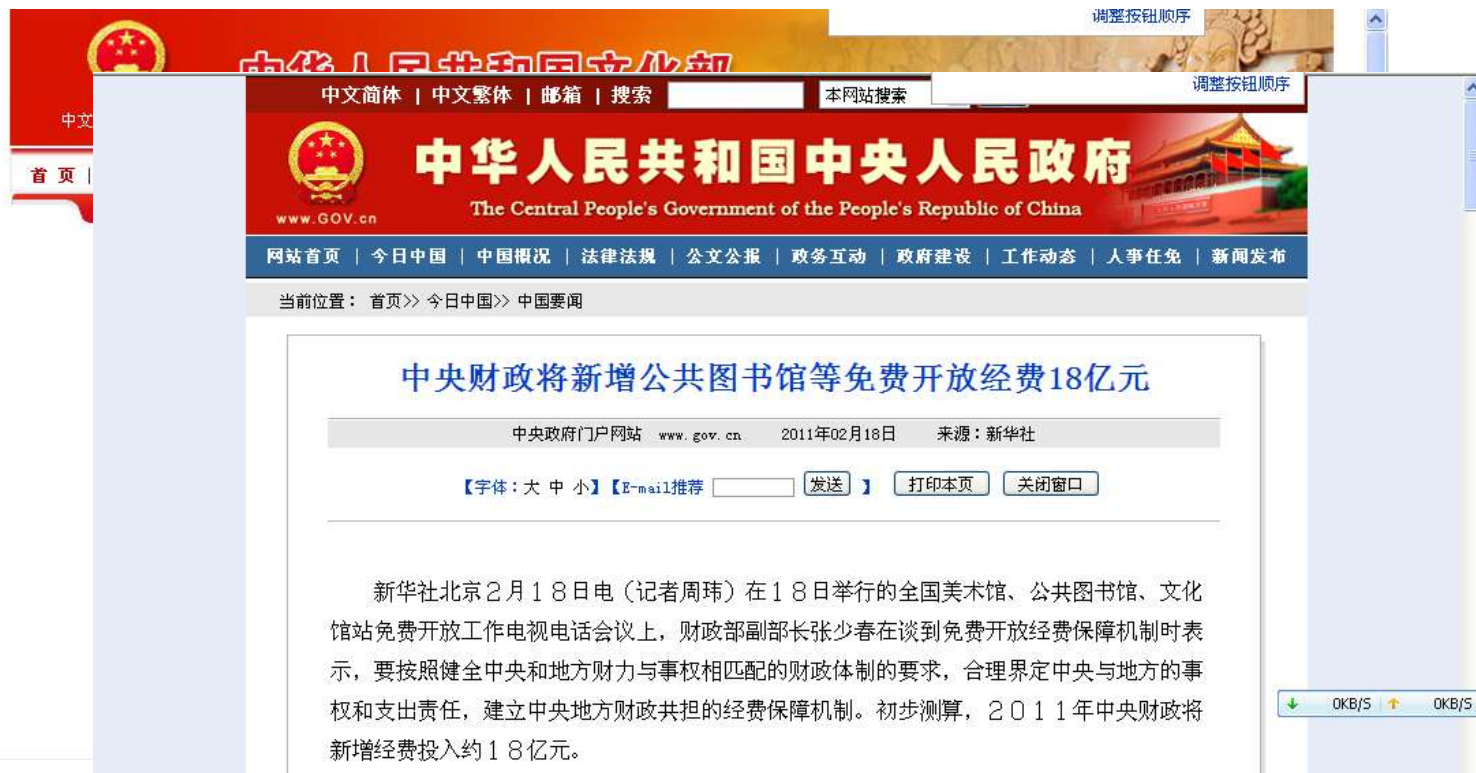 调整按钮顺序
中华人民共和国文化部
中文
首 页 |
中文简体 | 中文繁体 | 邮箱 | 搜索 本网站搜索
调整按钮顺序
中华人民共和国中央人民政府
www.GOV.cn
The Central People's Government of the People's Republic of China
网站首页 | 今日中国 | 中国概况 | 法律法规 | 公文公报 | 政务互动 | 政府建设 | 工作动态 | 人事任免 | 新闻发布
当前位置： 首页>> 今日中国>> 中国要闻
中央财政将新增公共图书馆等免费开放经费18亿元
中央政府门户网站 www.gov.cn 2011年02月18日 来源：新华社
【字体：大 中 小】【E-mail推荐 发送 】 打印本页 关闭窗口
新华社北京２月１８日电（记者周玮）在１８日举行的全国美术馆、公共图书馆、文化
馆站免费开放工作电视电话会议上，财政部副部长张少春在谈到免费开放经费保障机制时表
示，要按照健全中央和地方财力与事权相匹配的财政体制的要求，合理界定中央与地方的事
权和支出责任，建立中央地方财政共担的经费保障机制。初步测算，２０１１年中央财政将
新增经费投入约１８亿元。
0KB/S 0KB/S